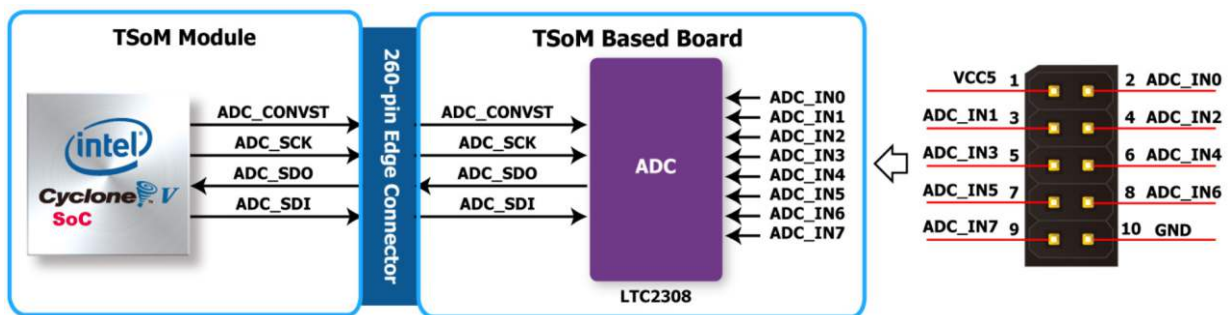 TSoM Module
intel
Cyclone V
SoC
ADC_CONVST
ADC_SCK
ADC_SDO
ADC_SDI
260-pin Edge Connector
TSoM Based Board
ADC_CONVST
ADC_SCK
ADC_SDO
ADC_SDI
ADC
LTC2308
ADC_IN0
ADC_IN1
ADC_IN2
ADC_IN3
ADC_IN4
ADC_IN5
ADC_IN6
ADC_IN7
VCC5 1 2 ADC_IN0
ADC_IN1 3 4 ADC_IN2
ADC_IN3 5 6 ADC_IN4
ADC_IN5 7 8 ADC_IN6
ADC_IN7 9 10 GND